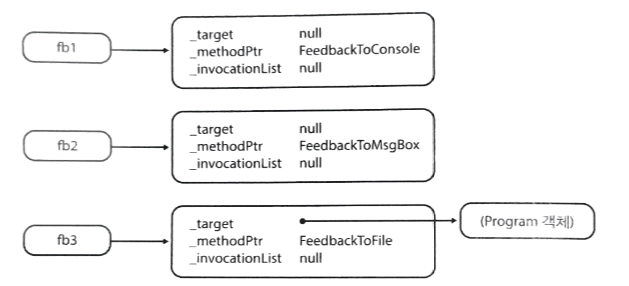 fb1
_target null
_methodPtr FeedbackToConsole
_invocationList null
fb2
_target null
_methodPtr FeedbackToMsgBox
_invocationList null
fb3
_target
_methodPtr FeedbackToFile
_invocationList null
(Program 객체)